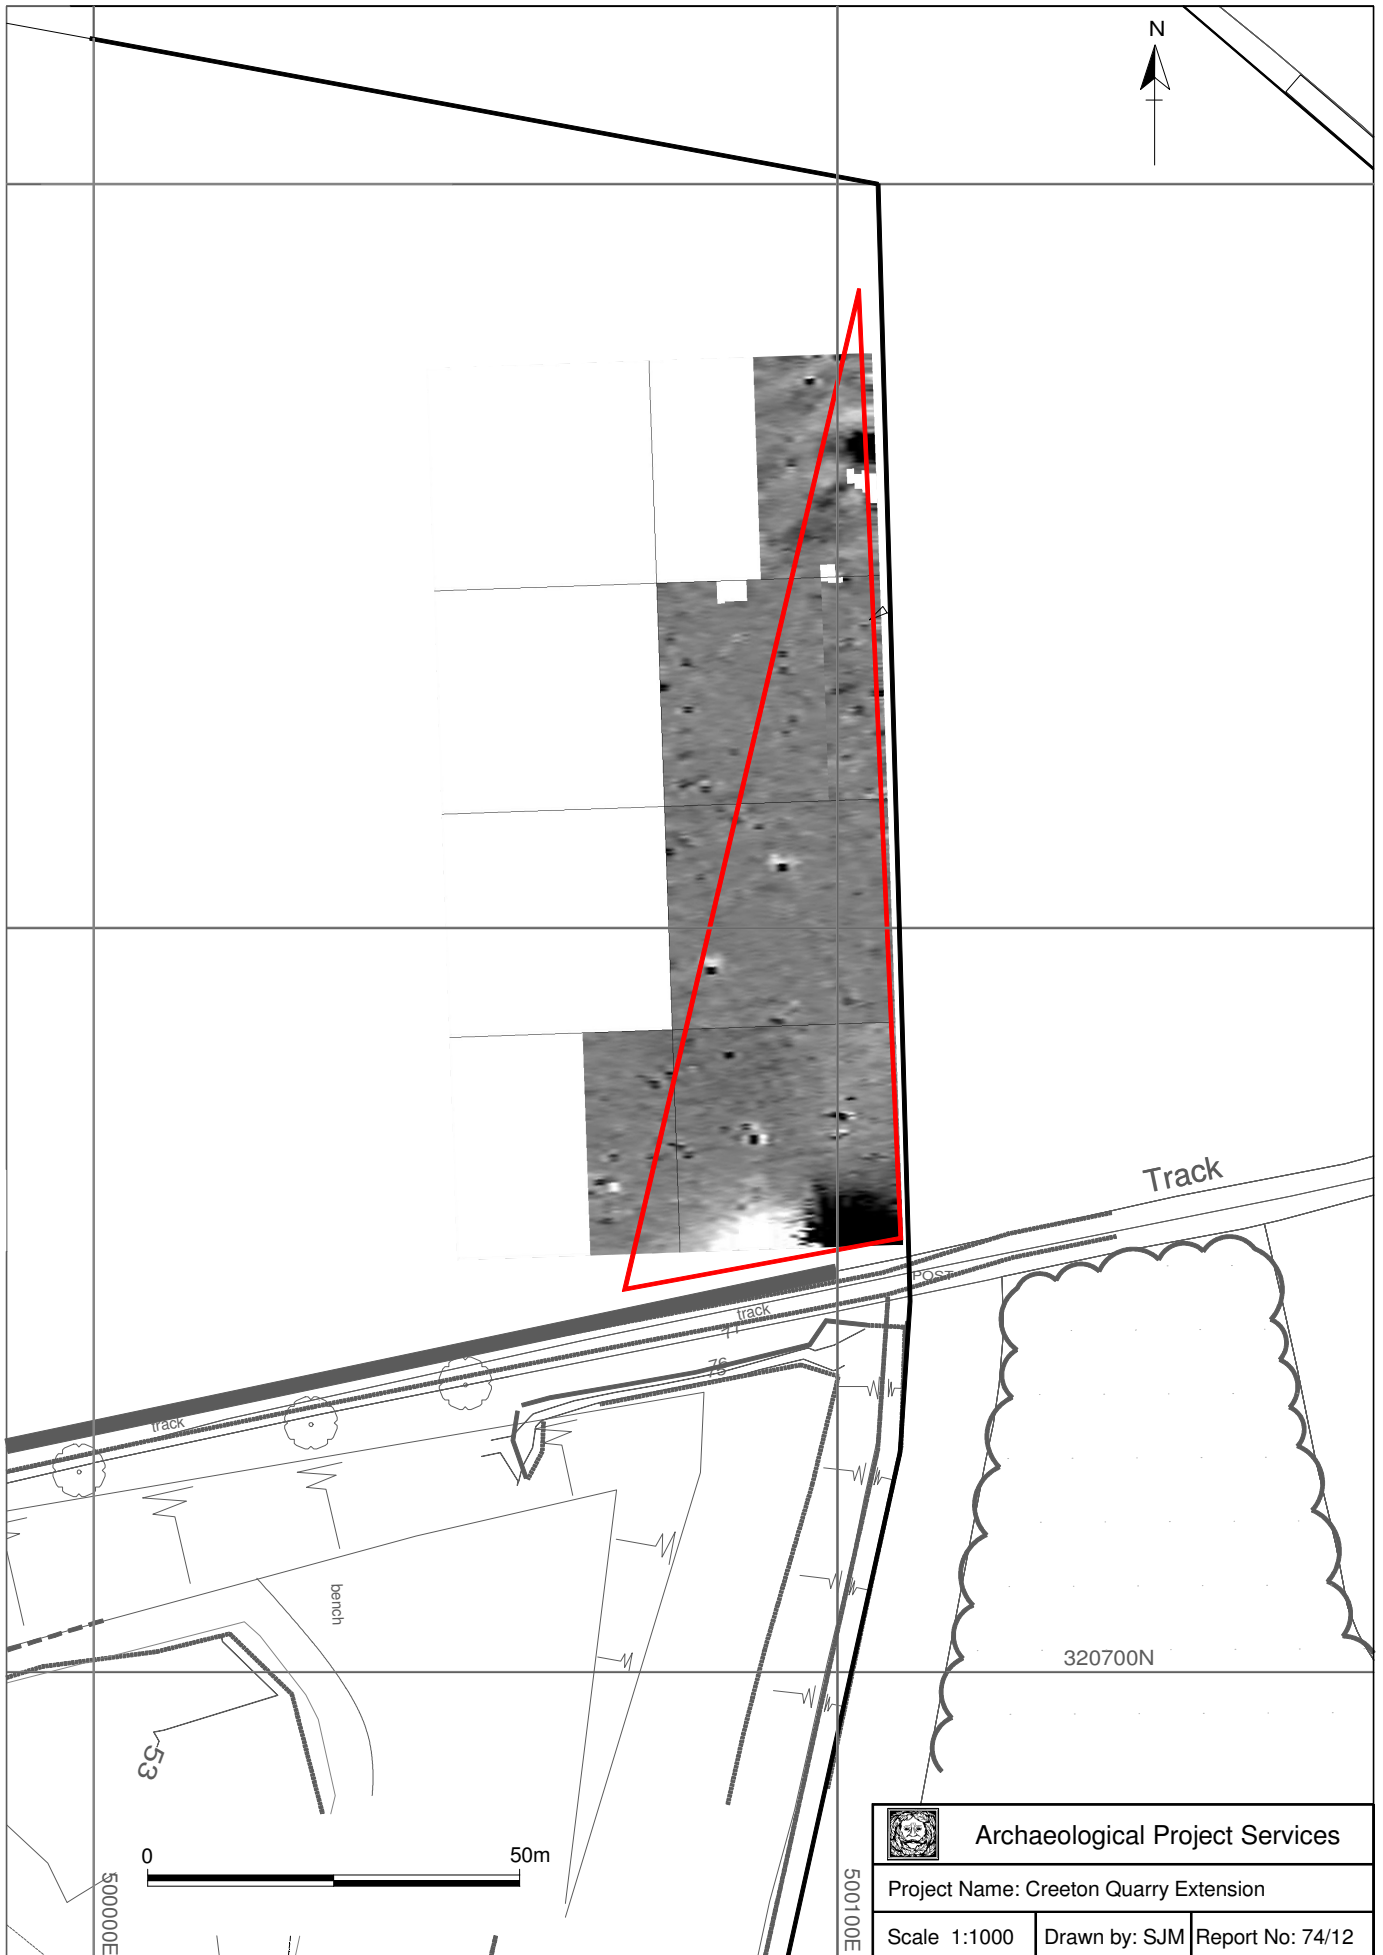 N
Track
POST
track
77
76
track
bench
320700N
53
0 50m
500000E
500100E
Archaeological Project Services
Project Name: Creeton Quarry Extension
Scale 1:1000
Drawn by: SJM
Report No: 74/12